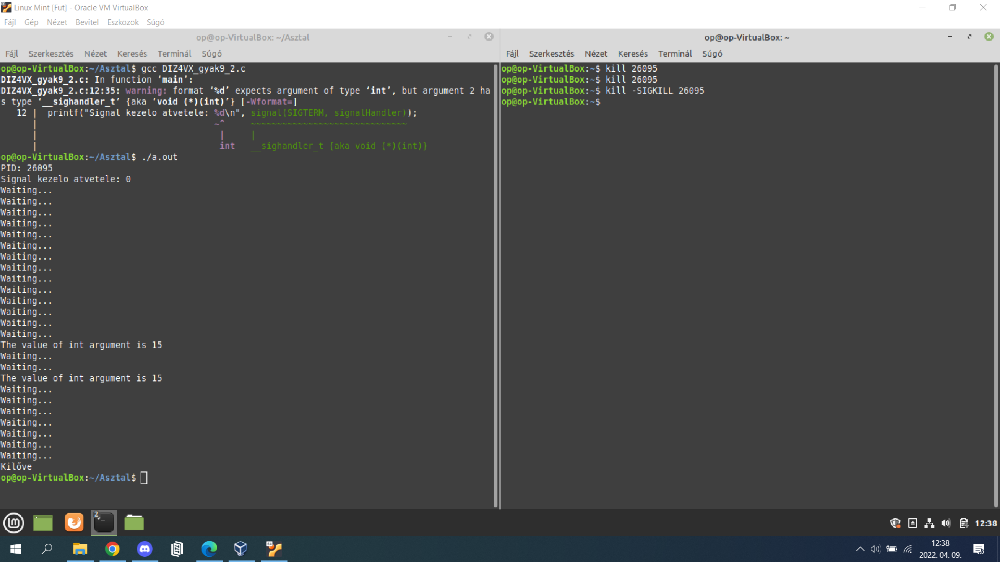 Linux Mint [Fut] - Oracle VM VirtualBox
Fájl Gép Nézet Bevitel Eszközök Súgó
op@op-VirtualBox: ~/Asztal
Fájl Szerkesztés Nézet Keresés Terminál Súgó
op@op-VirtualBox:~/Asztal$ gcc DIZ4VX_gyak9_2.c
DIZ4VX_gyak9_2.c: In function ‘main’:
DIZ4VX_gyak9_2.c:12:35: warning: format ‘%d’ expects argument of type ‘int’, but argument 2 ha
s type ‘__sighandler_t’ {aka ‘void (*)(int)’} [-Wformat=]
   12 |  printf("Signal kezelo atvetele: %d\n", signal(SIGTERM, signalHandler));
      |                                  ~^     ~~~~~~~~~~~~~~~~~~~~~~~~~~~~~~
      |                                   |     |
      |                                   int   __sighandler_t {aka void (*)(int)}
op@op-VirtualBox:~/Asztal$ ./a.out
PID: 26095
Signal kezelo atvetele: 0
Waiting...
Waiting...
Waiting...
Waiting...
Waiting...
Waiting...
Waiting...
Waiting...
Waiting...
Waiting...
Waiting...
Waiting...
Waiting...
Waiting...
The value of int argument is 15
Waiting...
Waiting...
The value of int argument is 15
Waiting...
Waiting...
Waiting...
Waiting...
Waiting...
Waiting...
Waiting...
Kilőve
op@op-VirtualBox:~/Asztal$
op@op-VirtualBox: ~
Fájl Szerkesztés Nézet Keresés Terminál Súgó
op@op-VirtualBox:~$ kill 26095
op@op-VirtualBox:~$ kill 26095
op@op-VirtualBox:~$ kill -SIGKILL 26095
op@op-VirtualBox:~$
2
12:38
64
12:38
2022. 04. 09.